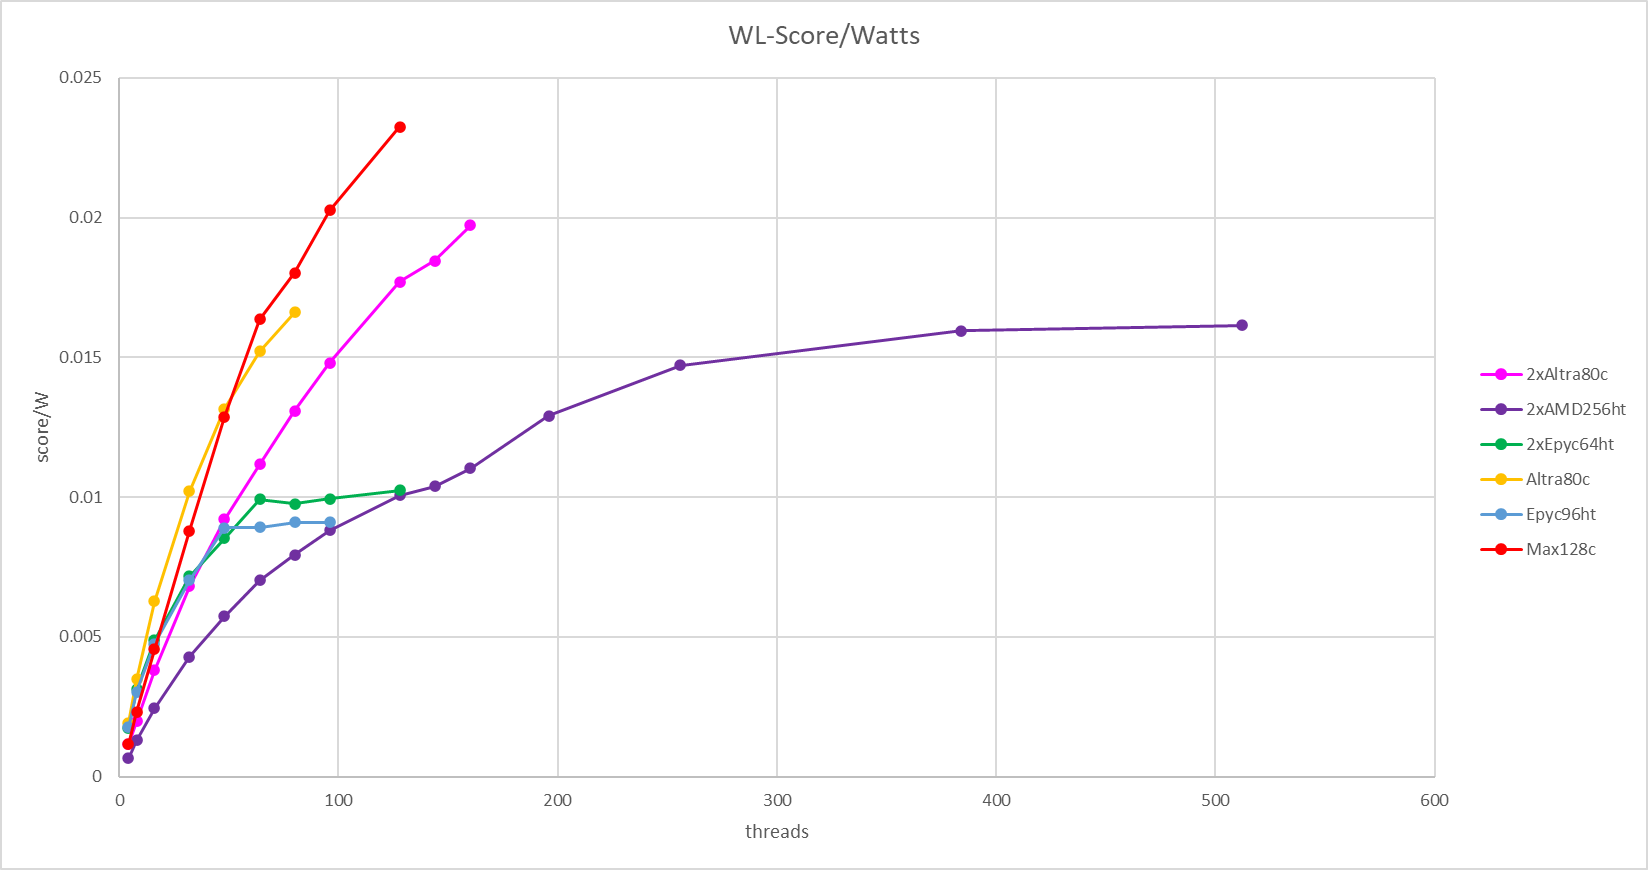 WL-Score/Watts
0.025
0.02
0.015
0.01
0.005
0
score/W
0 100 200 300 400 500 600
threads
2xAltra80c
2xAMD256ht
2xEpyc64ht
Altra80c
Epyc96ht
Max128c